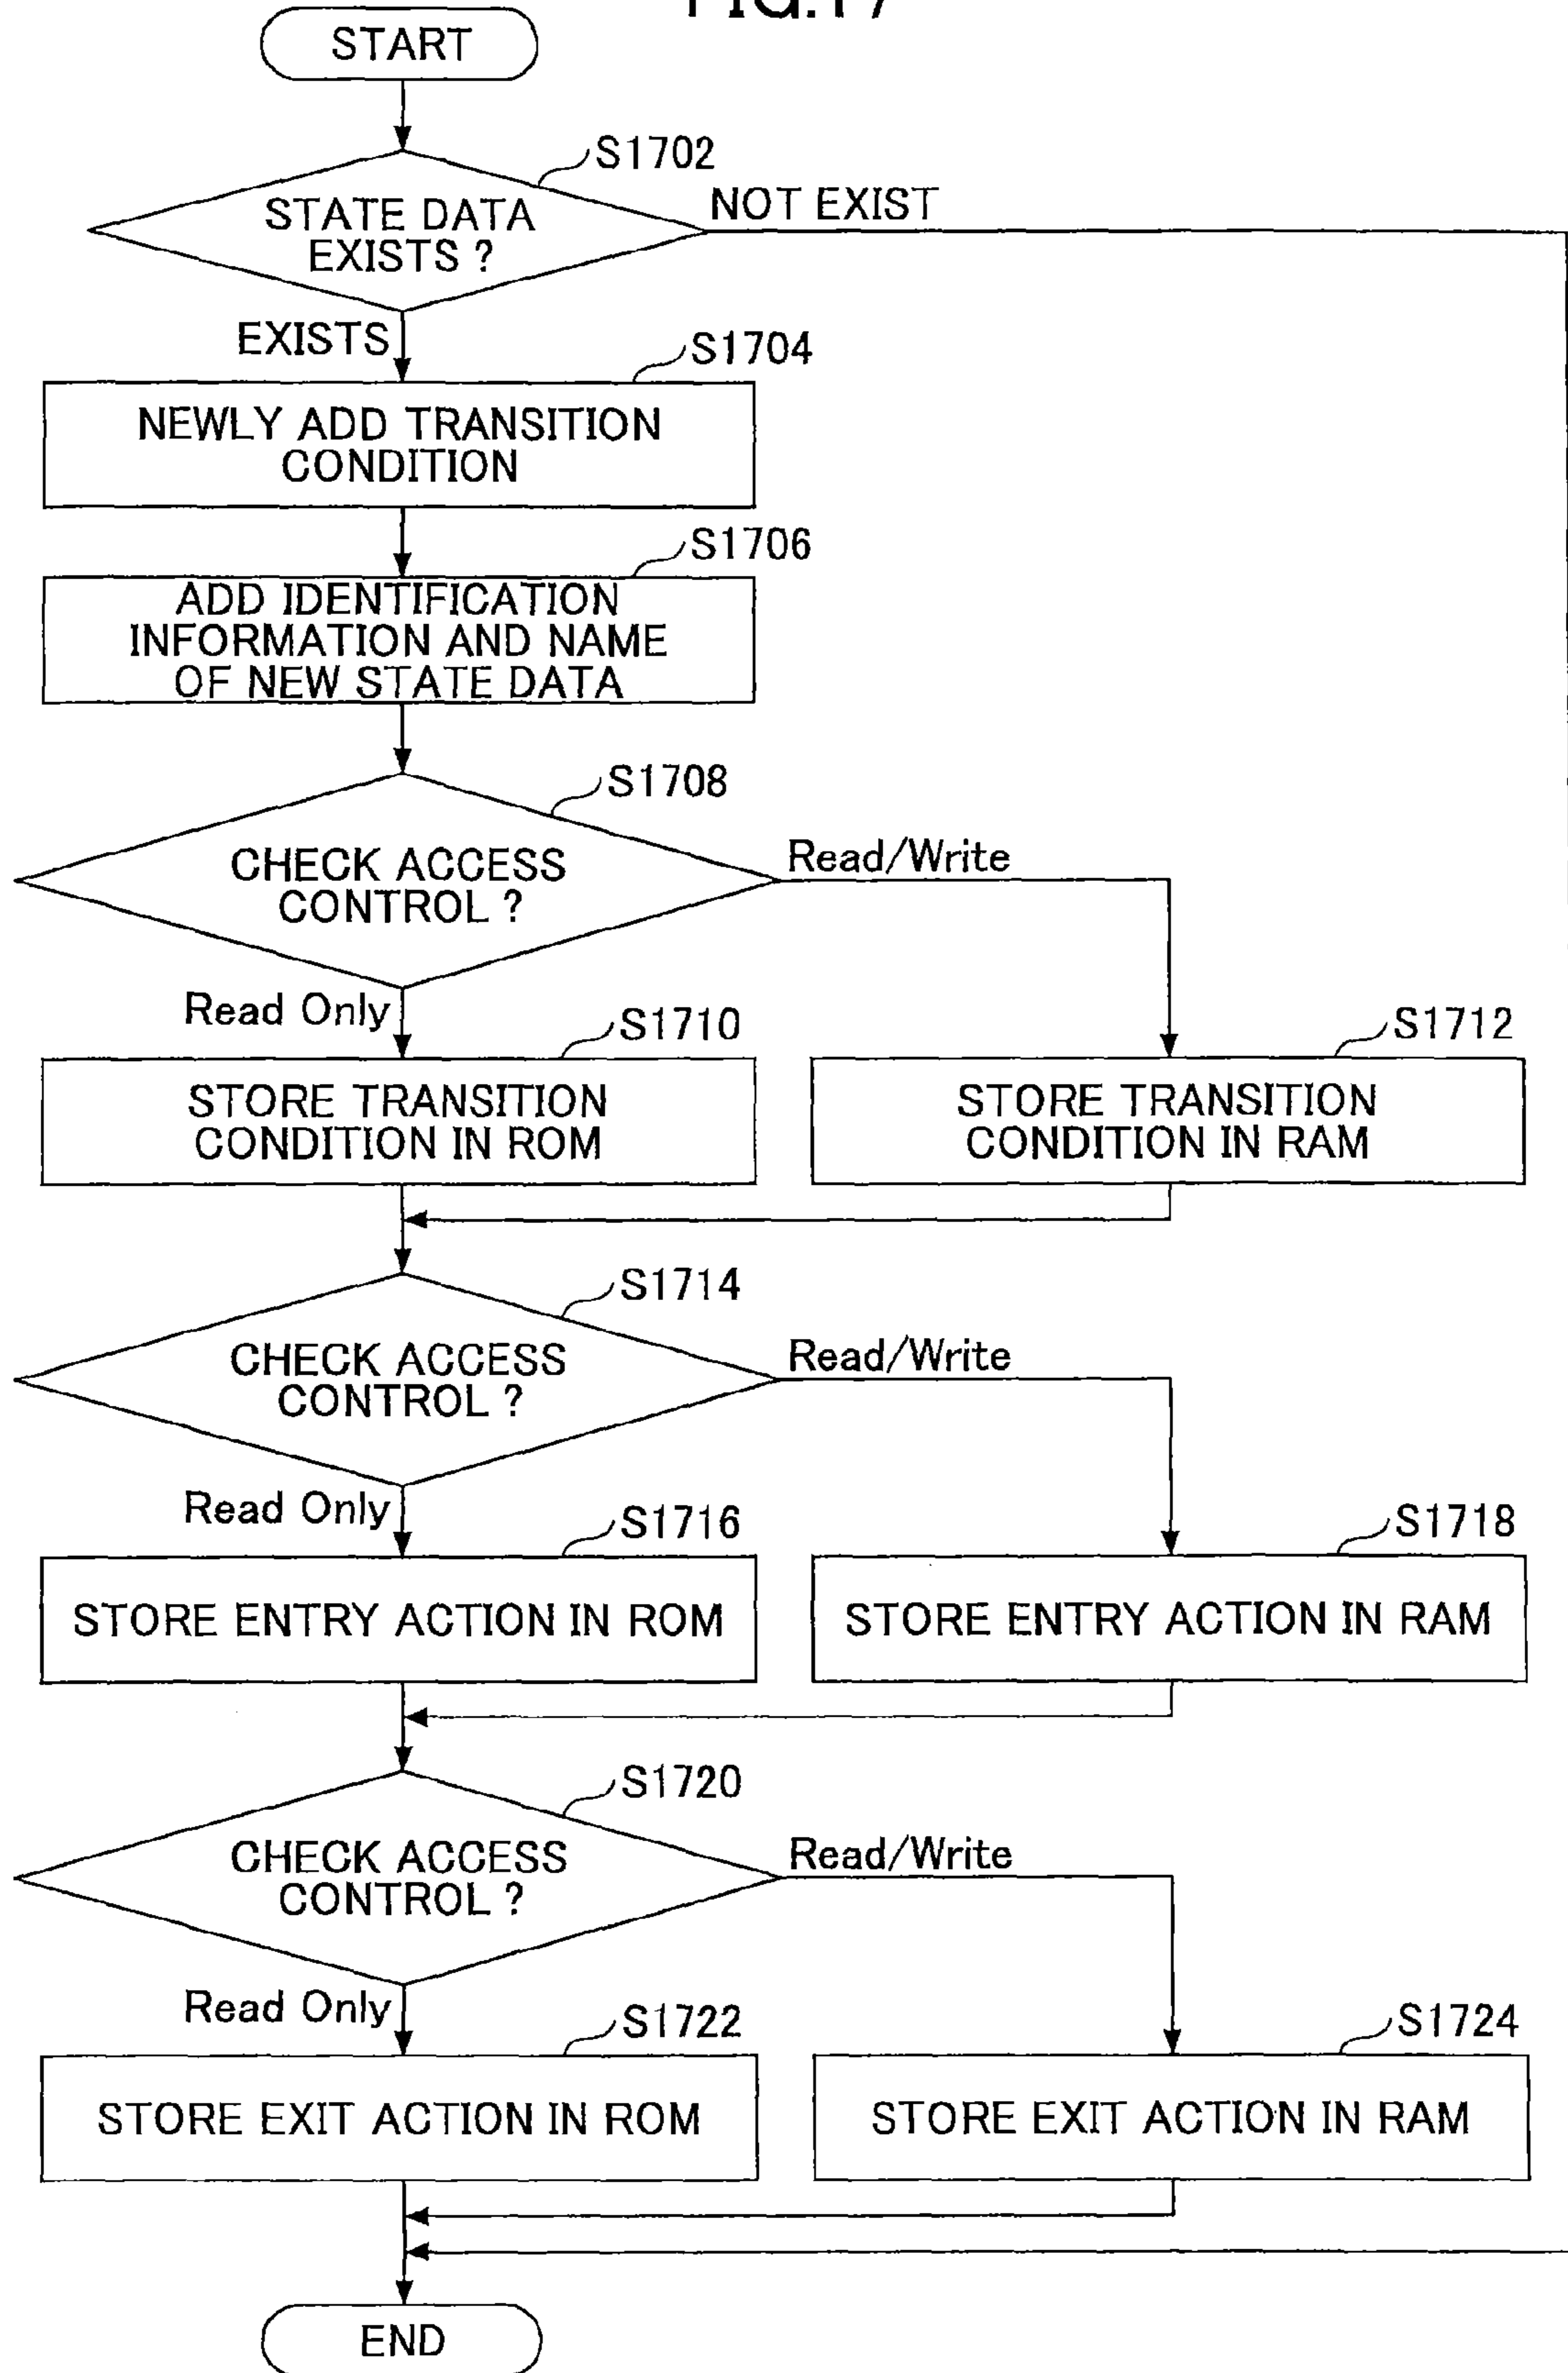 FIG.17
START
S1702
STATE DATA
EXISTS ?
NOT EXIST
EXISTS
S1704
NEWLY ADD TRANSITION
CONDITION
S1706
ADD IDENTIFICATION
INFORMATION AND NAME
OF NEW STATE DATA
S1708
CHECK ACCESS
CONTROL ?
Read/Write
Read Only
S1710
STORE TRANSITION
CONDITION IN ROM
S1712
STORE TRANSITION
CONDITION IN RAM
S1714
CHECK ACCESS
CONTROL ?
Read/Write
Read Only
S1716
STORE ENTRY ACTION IN ROM
S1718
STORE ENTRY ACTION IN RAM
S1720
CHECK ACCESS
CONTROL ?
Read/Write
Read Only
S1722
STORE EXIT ACTION IN ROM
S1724
STORE EXIT ACTION IN RAM
END